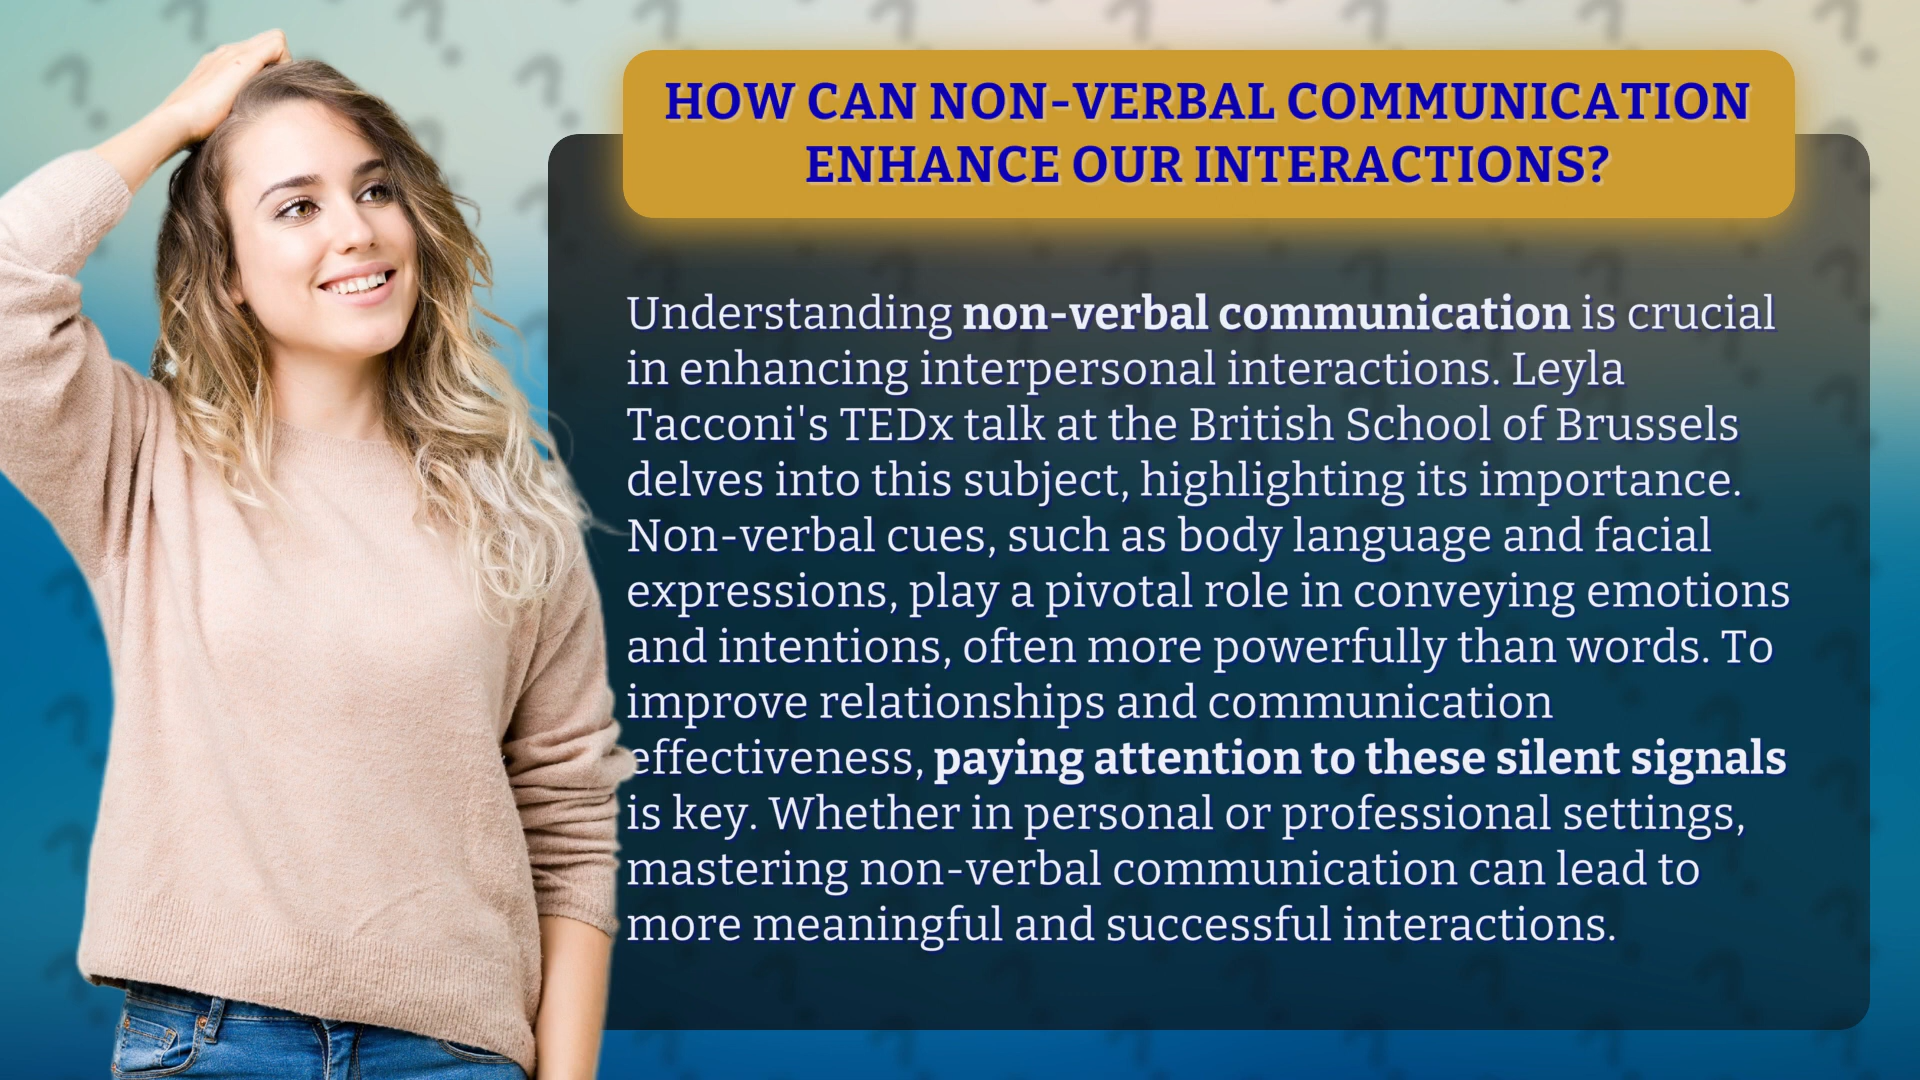 HOW CAN NON-VERBAL COMMUNICATION
ENHANCE OUR INTERACTIONS?
Understanding non-verbal communication is crucial
in enhancing interpersonal interactions. Leyla
Tacconi's TEDx talk at the British School of Brussels
delves into this subject, highlighting its importance.
Non-verbal cues, such as body language and facial
expressions, play a pivotal role in conveying emotions
and intentions, often more powerfully than words. To
improve relationships and communication
effectiveness, paying attention to these silent signals
is key. Whether in personal or professional settings,
mastering non-verbal communication can lead to
more meaningful and successful interactions.